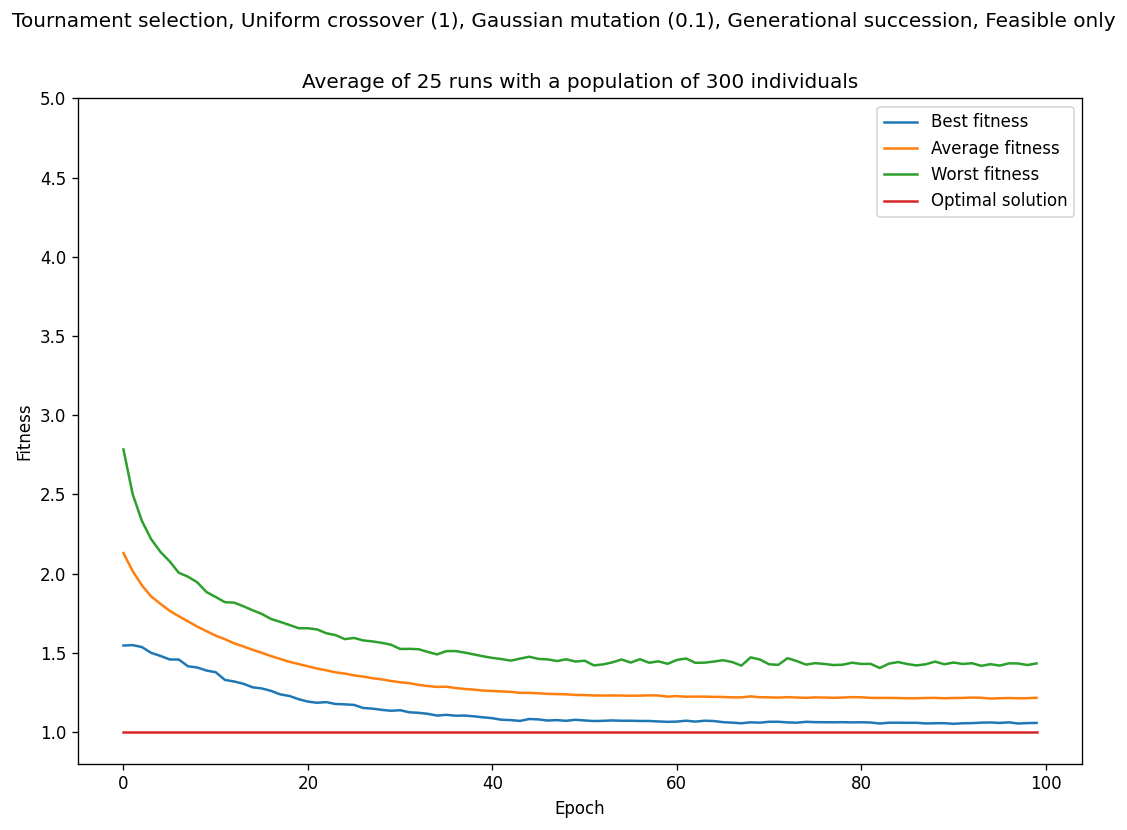 Tournament selection, Uniform crossover (1), Gaussian mutation (0.1), Generational succession, Feasible only
Average of 25 runs with a population of 300 individuals
Best fitness
Average fitness
Worst fitness
Optimal solution
Fitness
5.0
4.5
4.0
3.5
3.0
2.5
2.0
1.5
1.0
0
20
40
60
80
100
Epoch